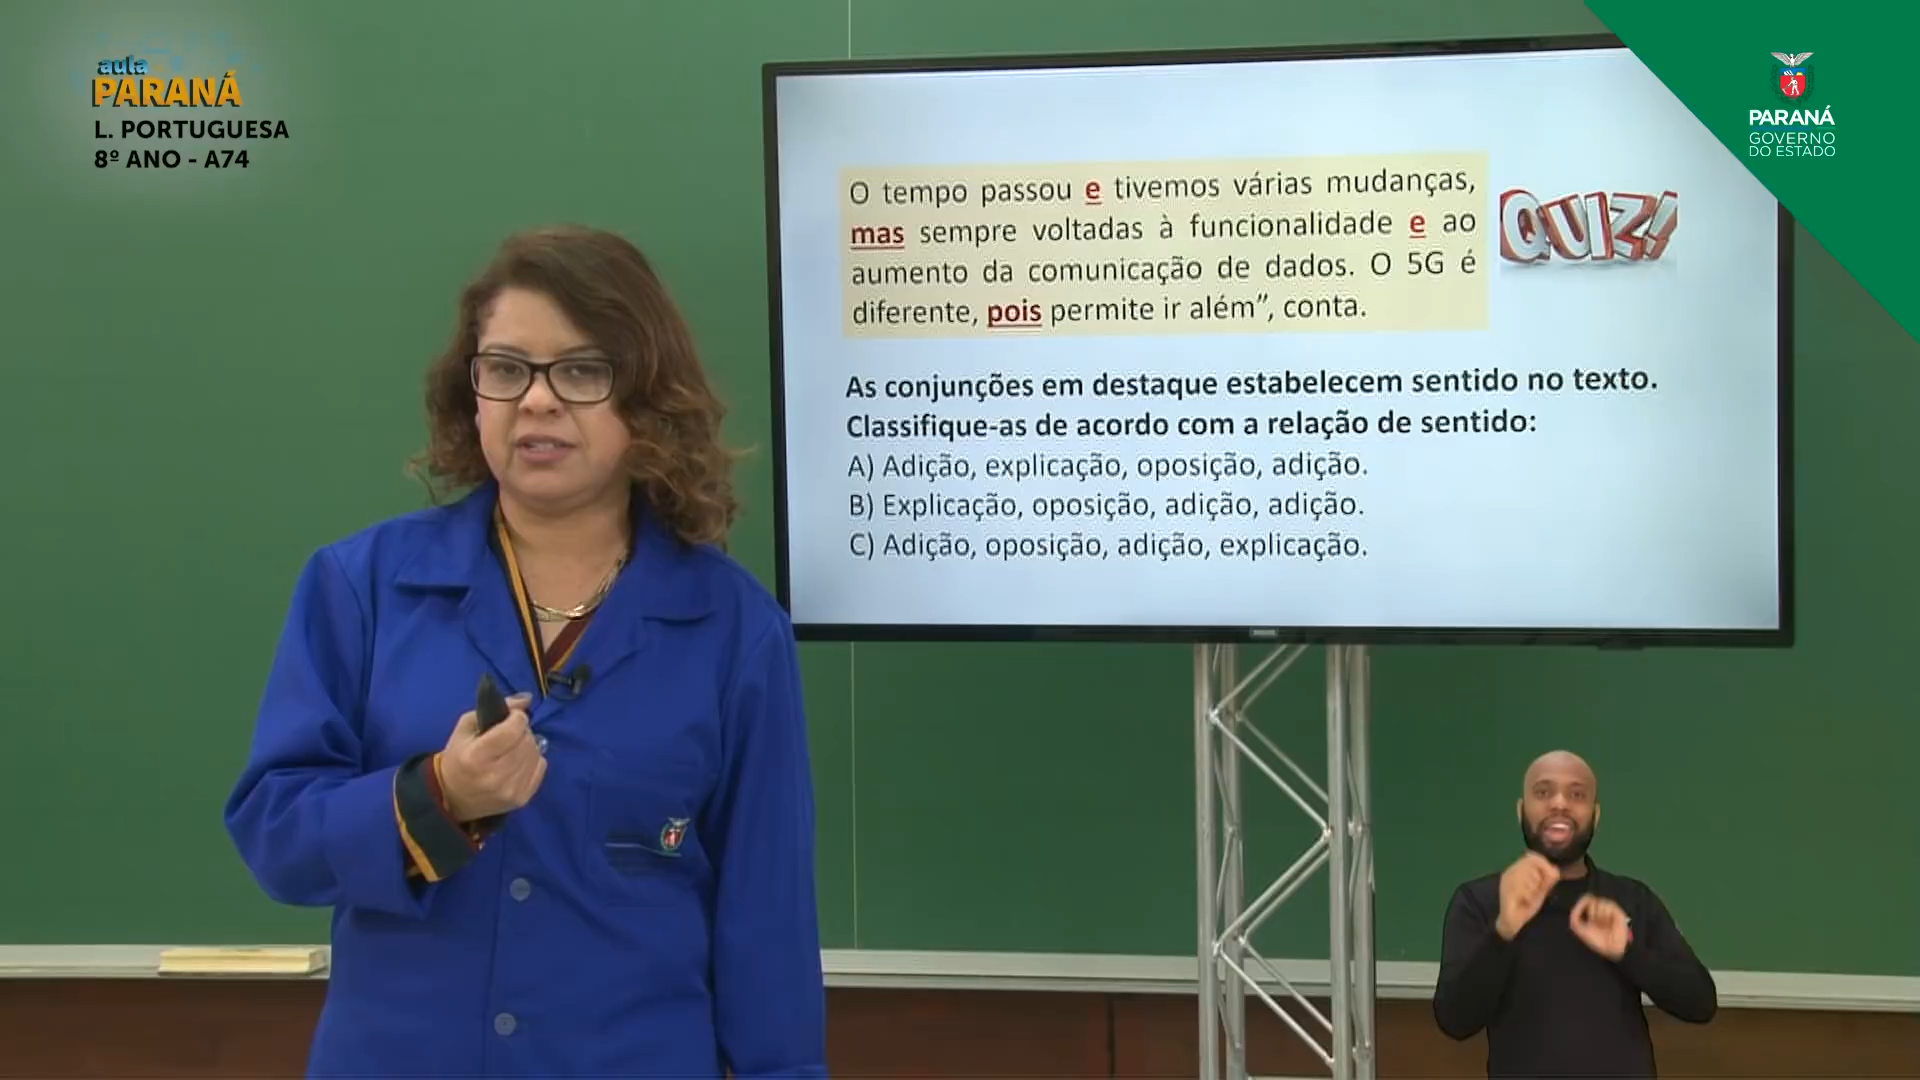 aula
PARANÁ
L. PORTUGUESA
8º ANO - A74
O tempo passou e tivemos várias mudanças,
mas sempre voltadas à funcionalidade e ao
aumento da comunicação de dados. O 5G é
diferente, pois permite ir além”, conta.
QUIZ!
As conjunções em destaque estabelecem sentido no texto.
Classifique-as de acordo com a relação de sentido:
A) Adição, explicação, oposição, adição.
B) Explicação, oposição, adição, adição.
C) Adição, oposição, adição, explicação.
PARANÁ
GOVERNO
DO ESTADO